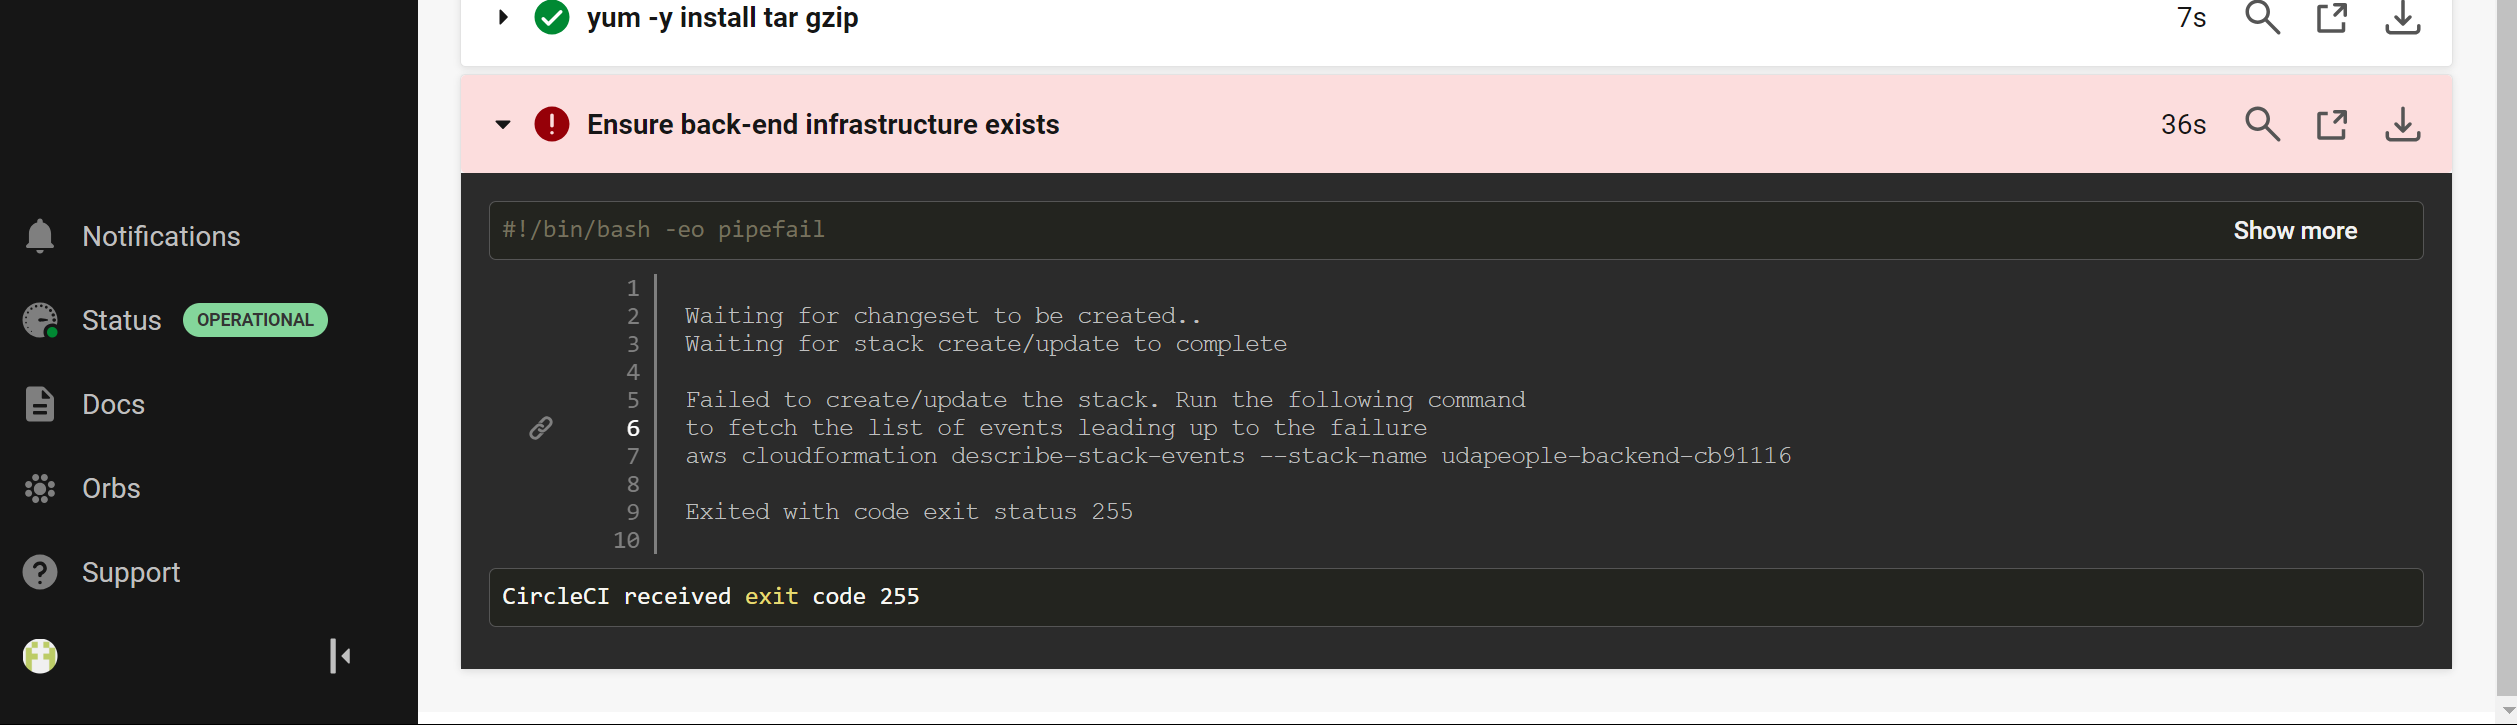 yum -y install tar gzip
7s
Ensure back-end infrastructure exists
36s
Notifications
Status OPERATIONAL
Docs
Orbs
Support
#!/bin/bash -eo pipefail
Show more
1
2 Waiting for changeset to be created..
3 Waiting for stack create/update to complete
4
5 Failed to create/update the stack. Run the following command
6 to fetch the list of events leading up to the failure
7 aws cloudformation describe-stack-events --stack-name udapeople-backend-cb91116
8
9 Exited with code exit status 255
10
CircleCI received exit code 255